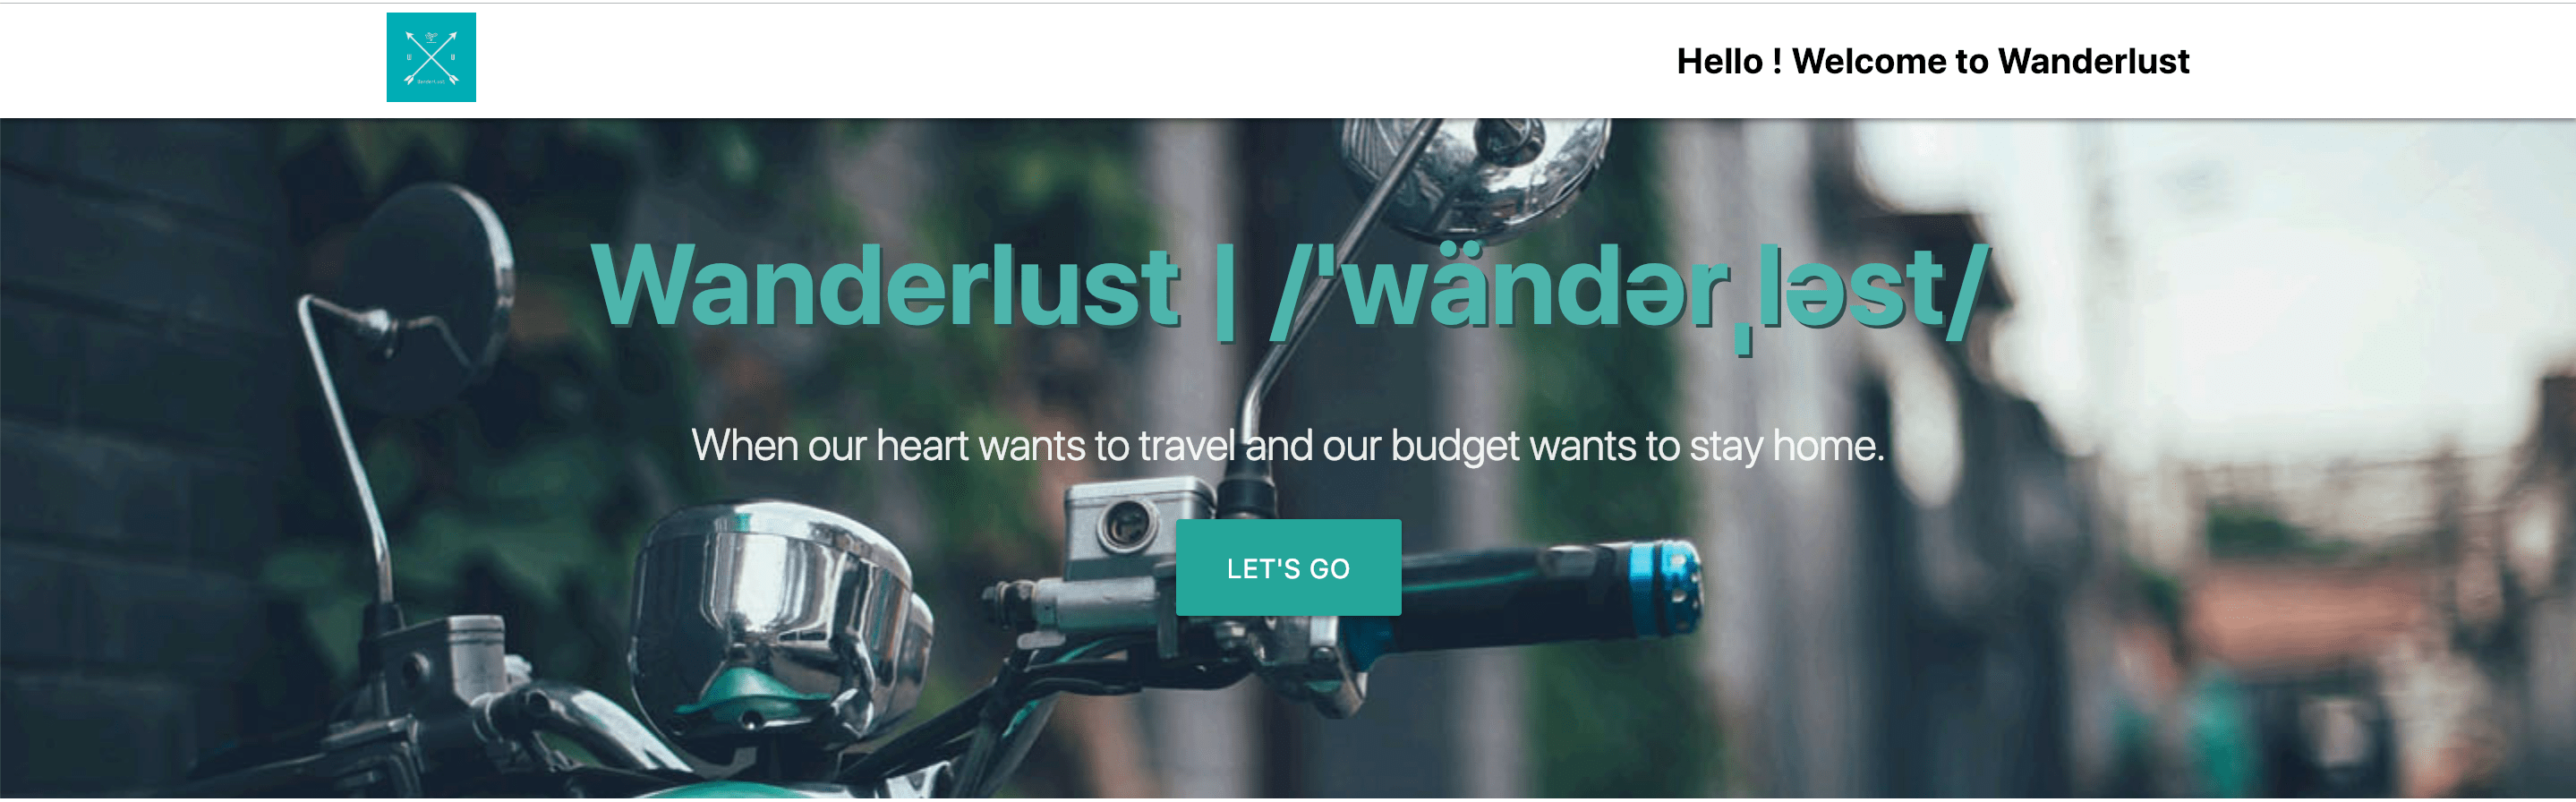 Hello ! Welcome to Wanderlust
Wanderlust | /ˈwändərˌləst/
When our heart wants to travel and our budget wants to stay home.
LET'S GO